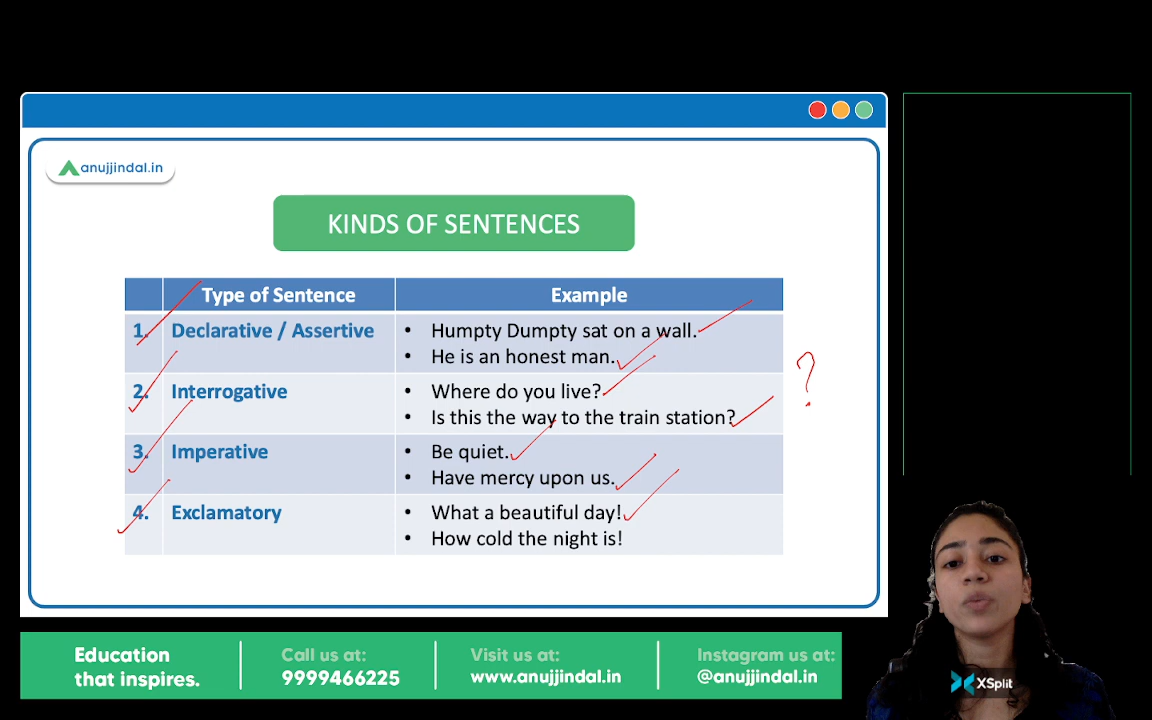 anujjindal.in
KINDS OF SENTENCES
Type of Sentence Example
1. Declarative / Assertive • Humpty Dumpty sat on a wall.
• He is an honest man.
2. Interrogative • Where do you live?
• Is this the way to the train station?
3. Imperative • Be quiet.
• Have mercy upon us.
4. Exclamatory • What a beautiful day!
• How cold the night is!
?
Education
that inspires.
Call us at:
9999466225
Visit us at:
www.anujjindal.in
Instagram us at:
@anujjindal.in
XSplit